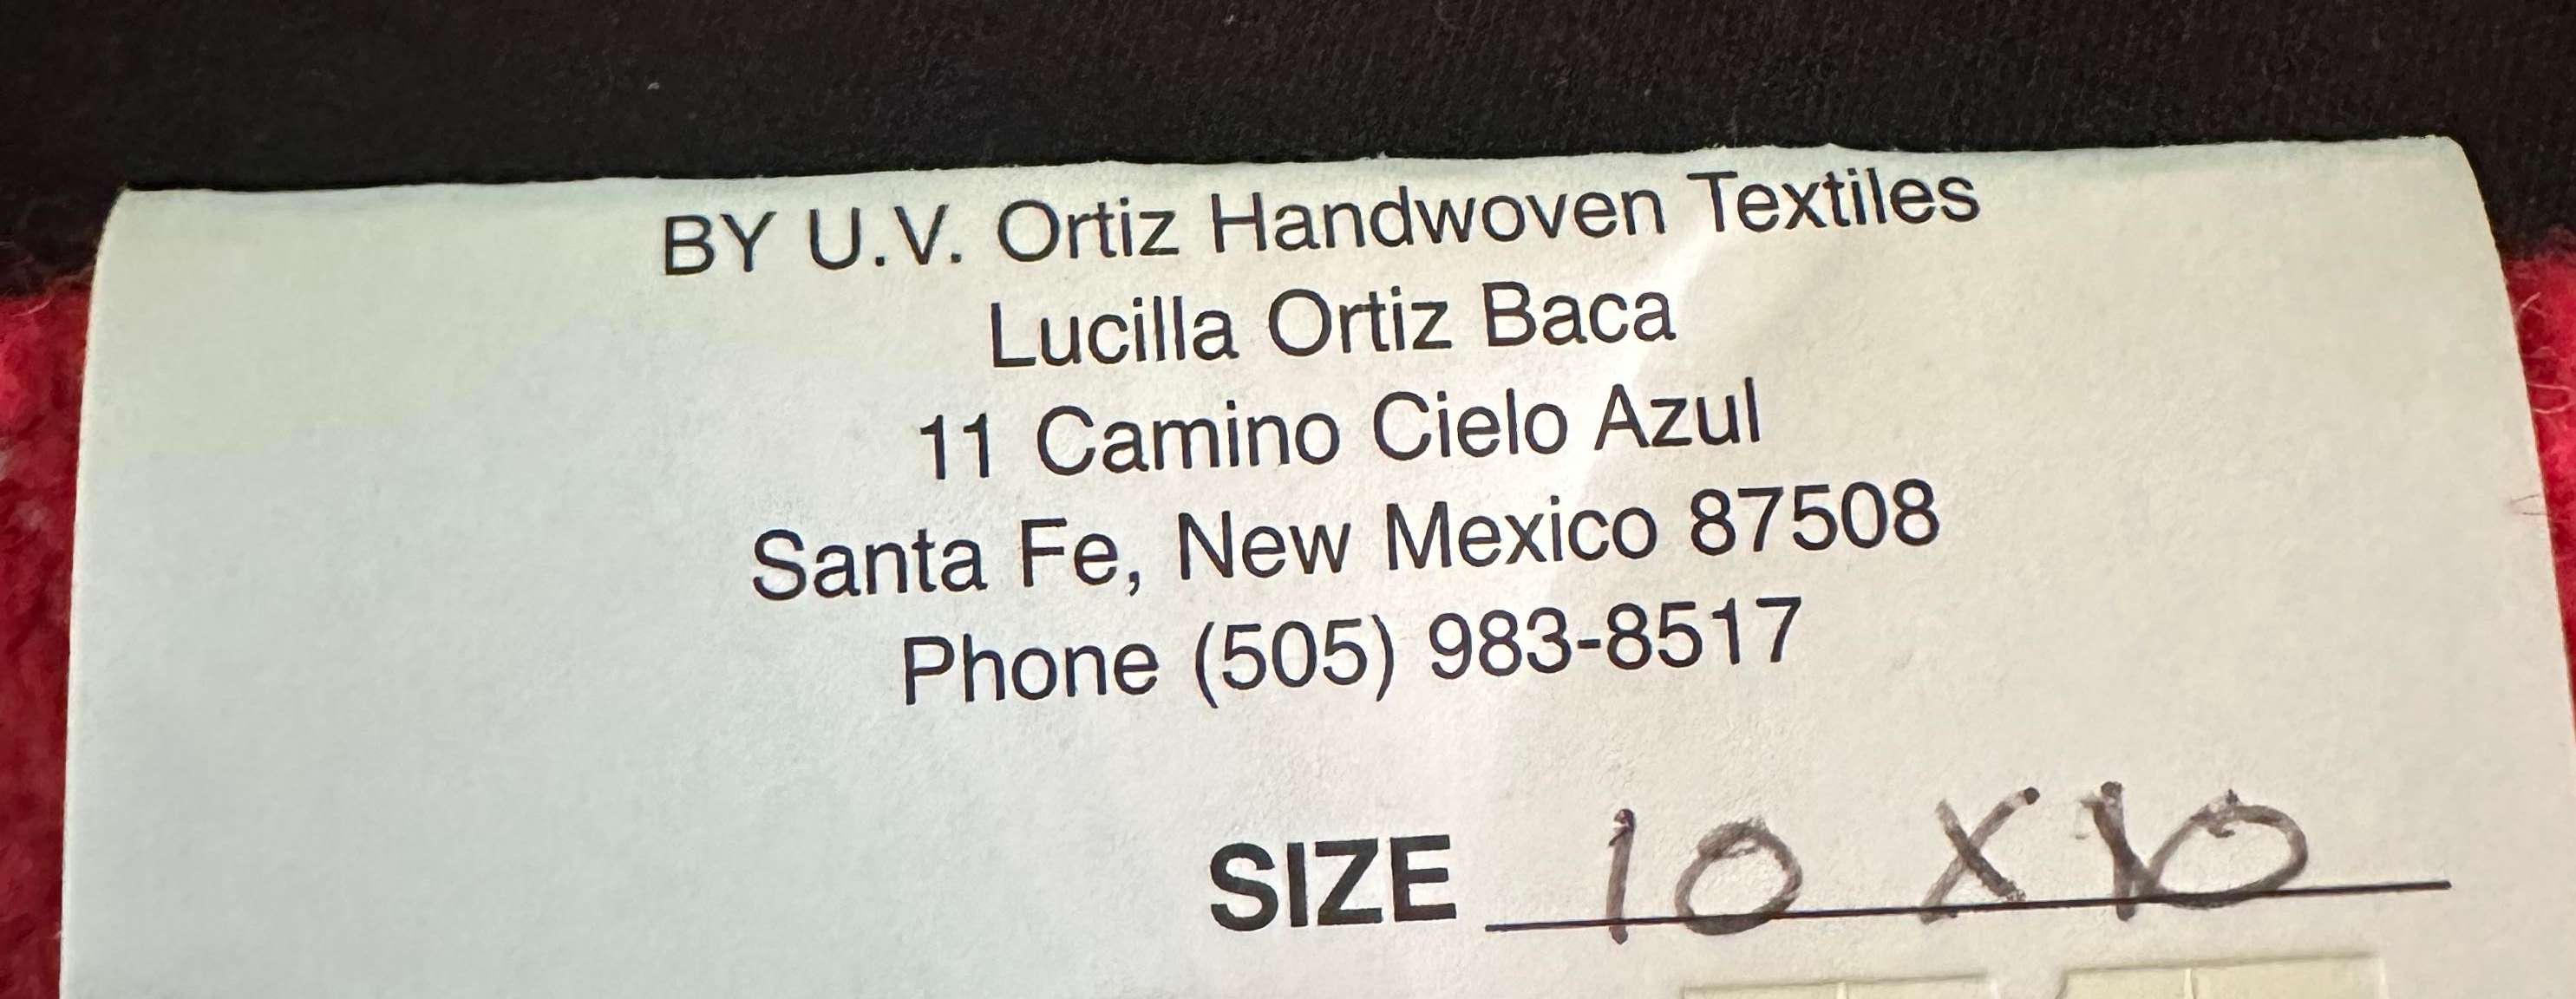 BY U.V. Ortiz Handwoven Textiles
Lucilla Ortiz Baca
11 Camino Cielo Azul
Santa Fe, New Mexico 87508
Phone (505) 983-8517
SIZE 10 X 10